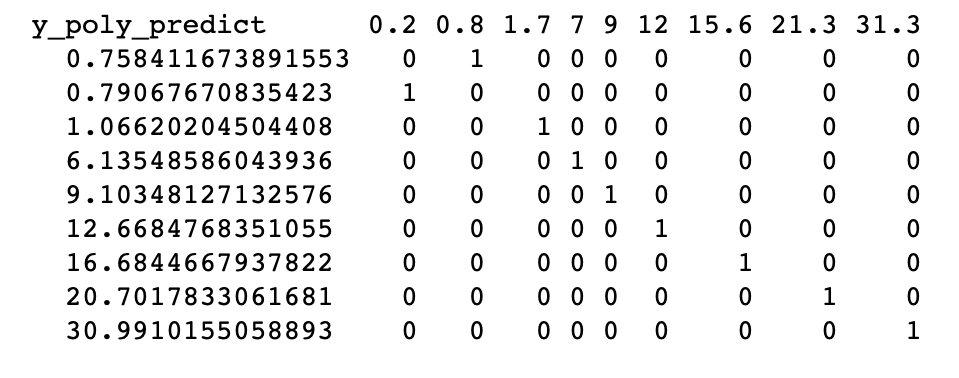 y_poly_predict 0.2 0.8 1.7 7 9 12 15.6 21.3 31.3
0.758411673891553 0 1 0 0 0 0 0 0 0
0.79067670835423 1 0 0 0 0 0 0 0 0
1.06620204504408 0 0 1 0 0 0 0 0 0
6.13548586043936 0 0 0 1 0 0 0 0 0
9.10348127132576 0 0 0 0 1 0 0 0 0
12.6684768351055 0 0 0 0 0 1 0 0 0
16.6844667937822 0 0 0 0 0 0 1 0 0
20.7017833061681 0 0 0 0 0 0 0 1 0
30.9910155058893 0 0 0 0 0 0 0 0 1